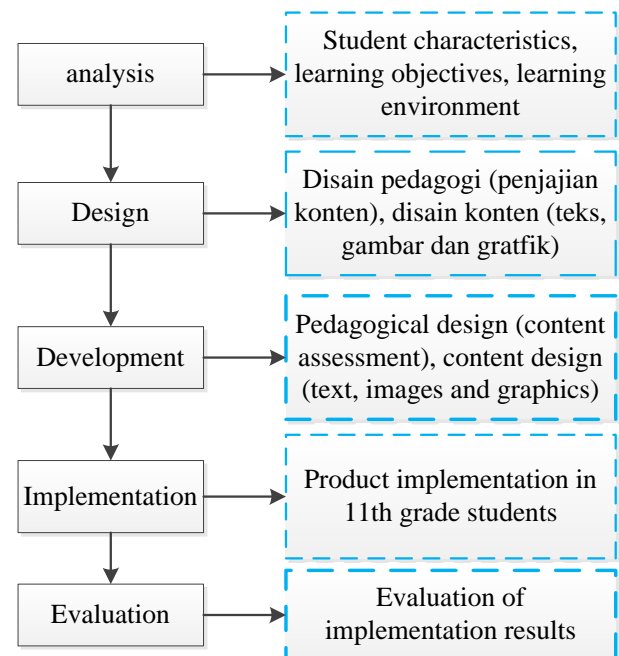 analysis
Student characteristics,
learning objectives, learning
environment
Design
Disain pedagogi (penjajian
konten), disain konten (teks,
gambar dan gratfik)
Development
Pedagogical design (content
assessment), content design
(text, images and graphics)
Implementation
Product implementation in
11th grade students
Evaluation
Evaluation of
implementation results